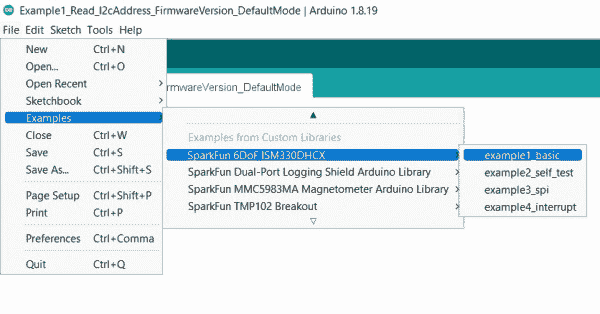 Example1_Read_I2cAddress_FirmwareVersion_DefaultMode | Arduino 1.8.19
File Edit Sketch Tools Help
New Ctrl+N
Open... Ctrl+O
Open Recent
Sketchbook
Examples
Close Ctrl+W
Save Ctrl+S
Save As... Ctrl+Shift+S
Page Setup Ctrl+Shift+P
Print Ctrl+P
Preferences Ctrl+Comma
Quit Ctrl+Q
rmwareVersion_DefaultMode
Examples from Custom Libraries
SparkFun 6DoF ISM330DHCX
SparkFun Dual-Port Logging Shield Arduino Library
SparkFun MMC5983MA Magnetometer Arduino Library
SparkFun TMP102 Breakout
example1_basic
example2_self_test
example3_spi
example4_interrupt